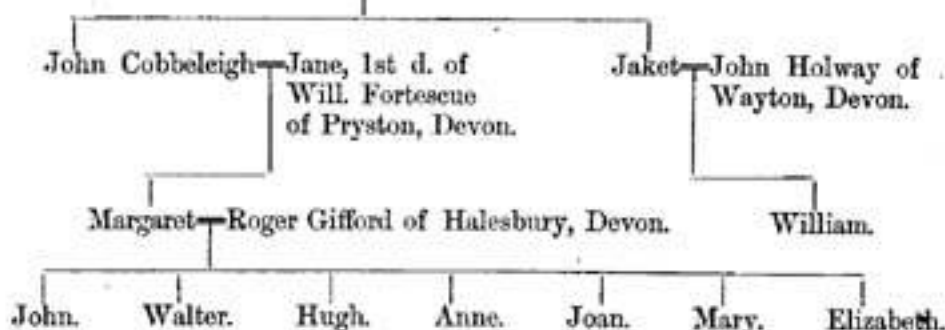 John Cobbeleigh Jane, 1st d. of
Will. Fortescue
of Pryston, Devon.
Jaket John Holway of
Wayton, Devon.
Margaret Roger Gifford of Halesbury, Devon.
William.
John. Walter. Hugh. Anne. Joan. Mary. Elizabeth.